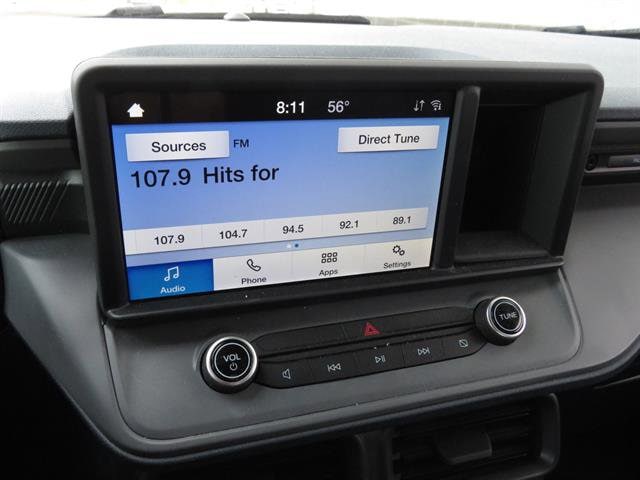 8:11 56°
Sources FM Direct Tune
107.9 Hits for
107.9 104.7 94.5 92.1 89.1
Audio Phone Apps Settings
VOL TUNE